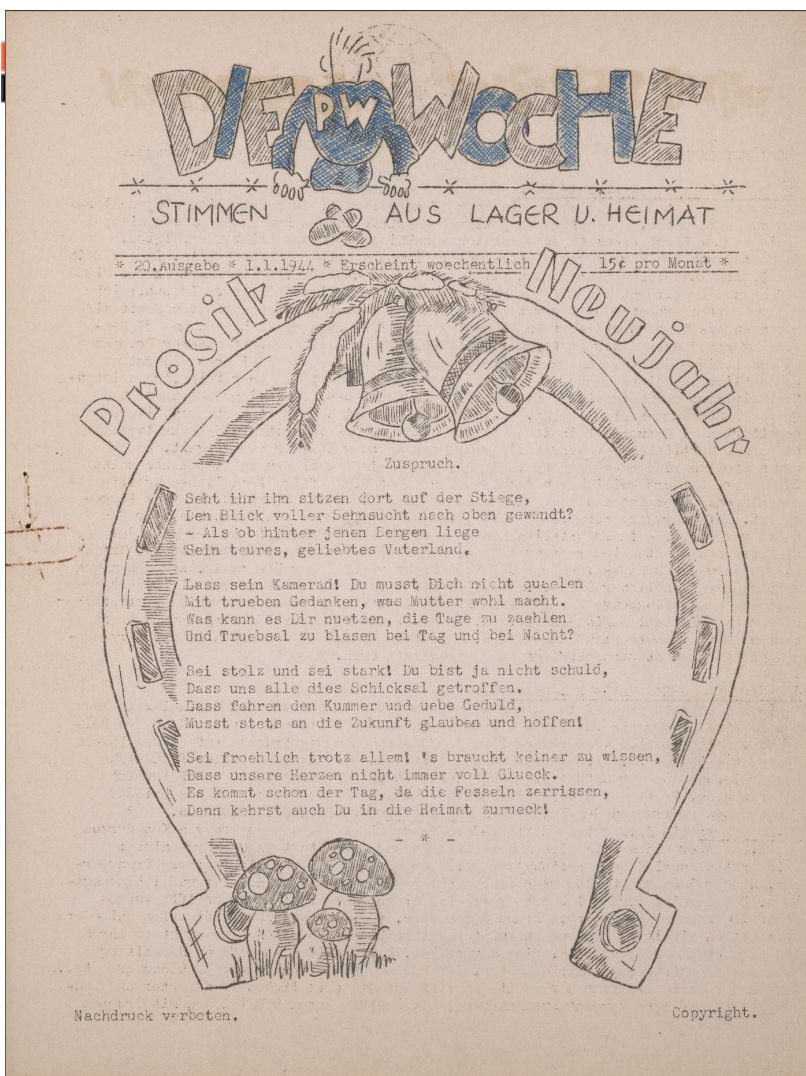 DIE PW WOCHE
STIMMEN AUS LAGER U. HEIMAT
* 20.Ausgabe * 1.1.1944 * Erscheint woechentlich 15¢ pro Monat *
Prosit Neujahr
Zuspruch.
Seht ihr ihn sitzen dort auf der Stiege,
Den Blick voller Sehnsucht nach oben gewandt?
- Als ob hinter jenen Bergen liege
Sein teures, geliebtes Vaterland.
Lass sein Kamerad! Du musst Dich nicht quaelen
Mit trueben Gedanken, was Mutter wohl macht.
Was kann es Dir nuetzen, die Tage zu zaehlen
Und Truebsal zu blasen bei Tag und bei Nacht?
Sei stolz und sei stark! Du bist ja nicht schuld,
Dass uns alle dies Schicksal getroffen.
Lass fahren den Kummer und uebe Geduld,
Musst stets an die Zukunft glauben und hoffen!
Sei froehlich trotz allem! 's braucht keiner zu wissen,
Dass unsere Herzen nicht immer voll Glueck.
Es kommt schon der Tag, da die Fesseln zerrissen,
Dann kehrst auch Du in die Heimat zurueck!
- * -
Nachdruck verboten.
Copyright.